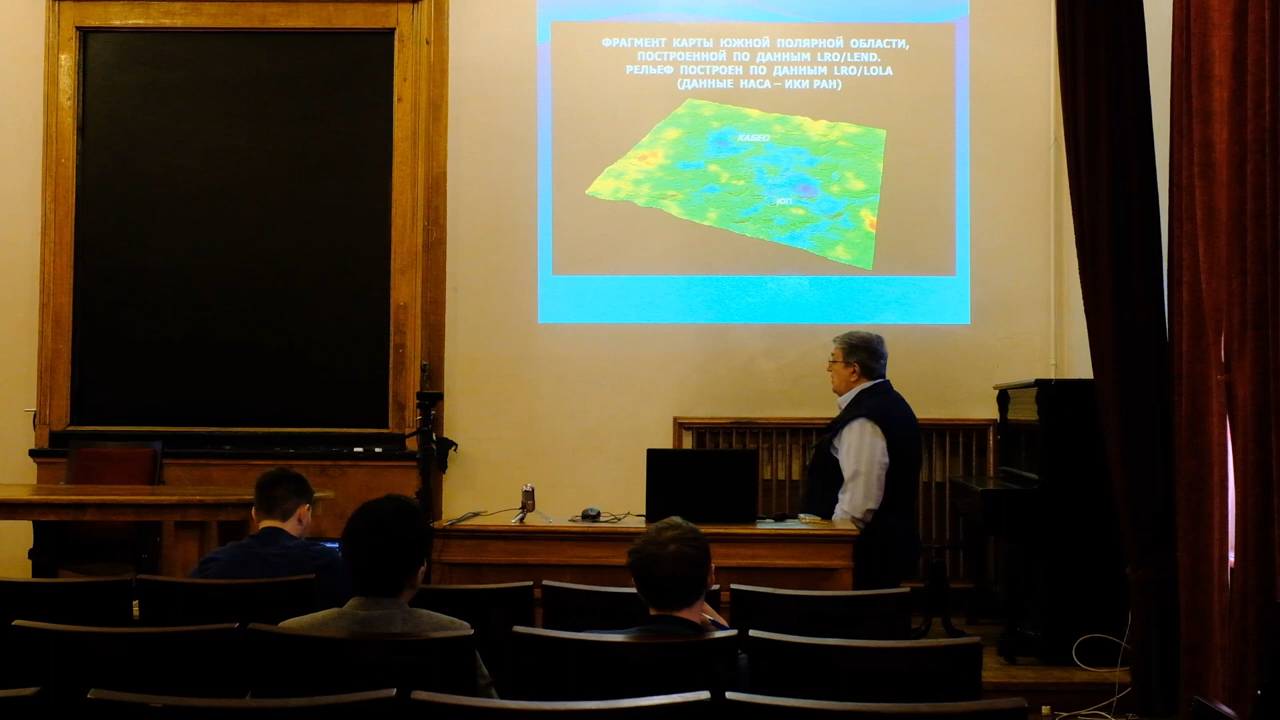 ФРАГМЕНТ КАРТЫ ЮЖНОЙ ПОЛЯРНОЙ ОБЛАСТИ,
ПОСТРОЕННОЙ ПО ДАННЫМ LRO/LEND.
РЕЛЬЕФ ПОСТРОЕН ПО ДАННЫМ LRO/LOLA
(ДАННЫЕ НАСА – ИКИ РАН)
КАБЕО
ЮП